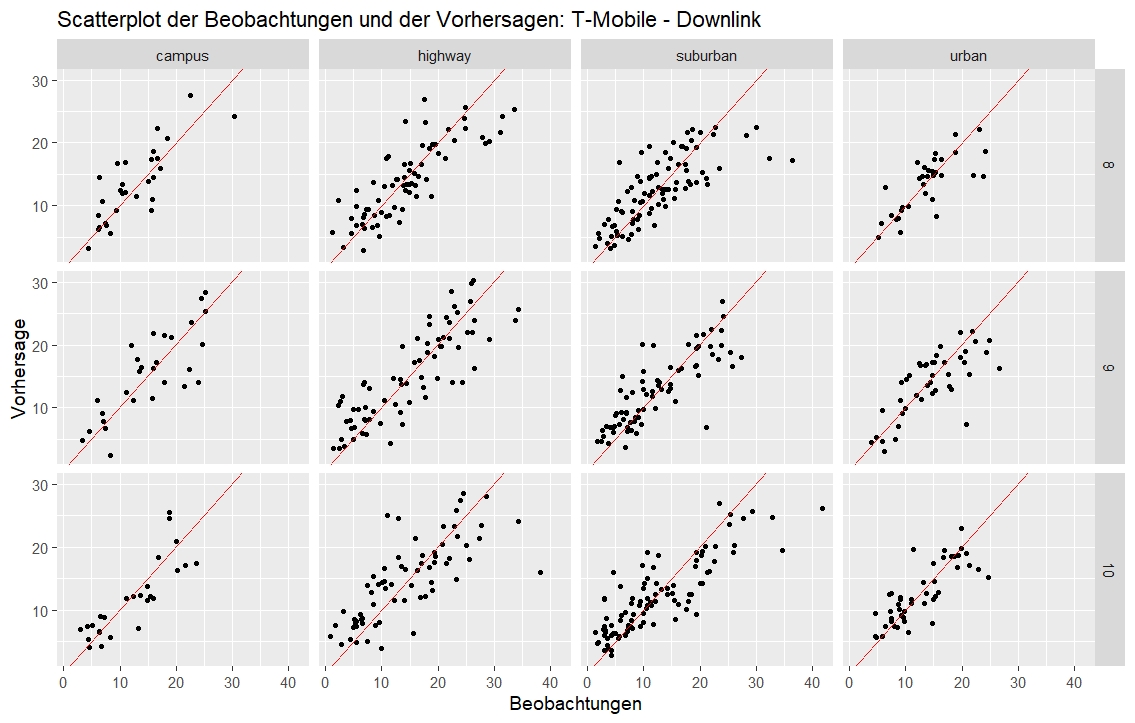 Scatterplot der Beobachtungen und der Vorhersagen: T-Mobile - Downlink
campus highway suburban urban
30
20
10
8
30
20
10
9
30
20
10
10
Vorhersage
0 10 20 30 40 0 10 20 30 40 0 10 20 30 40 0 10 20 30 40
Beobachtungen